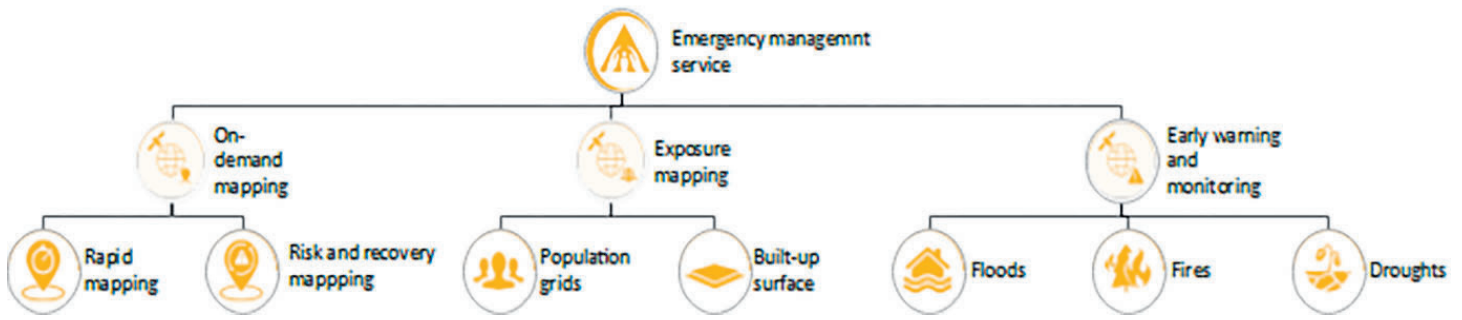 Emergency managemnt
service
On-
demand
mapping
Exposure
mapping
Early warning
and
monitoring
Rapid
mapping
Risk and recovery
mappping
Population
grids
Built-up
surface
Floods
Fires
Droughts